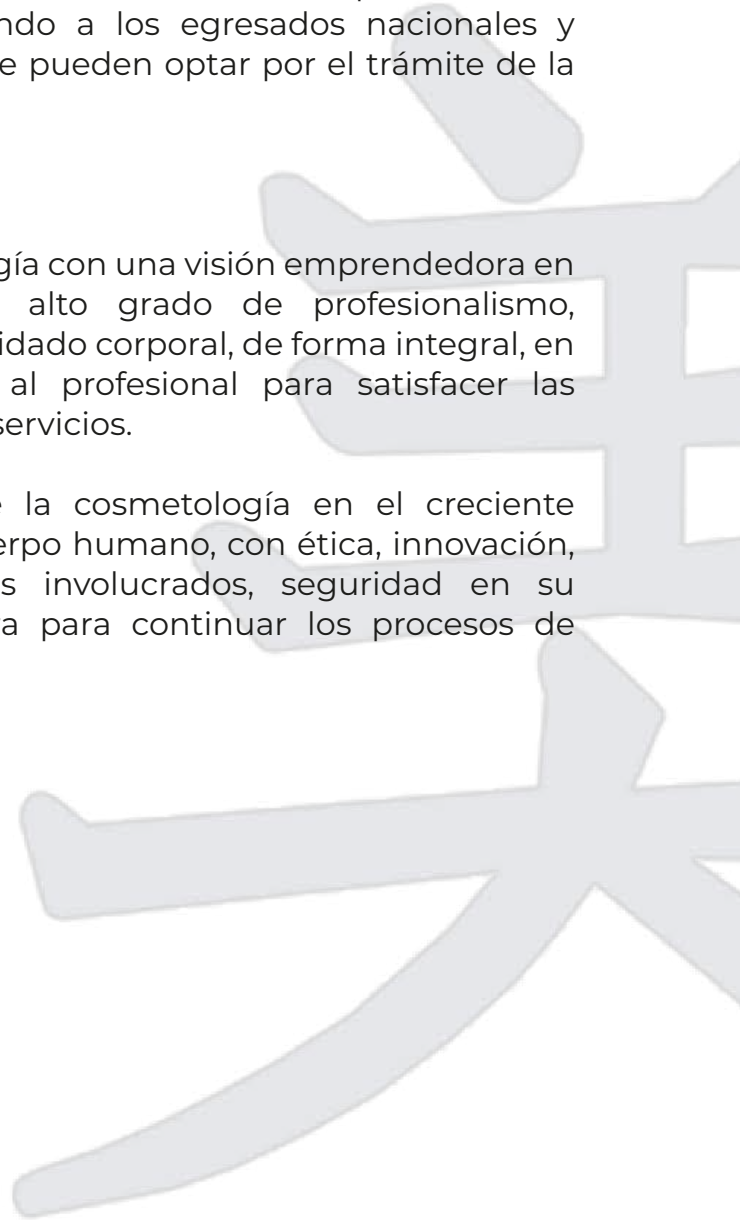 ndo a los egresados nacionales y
e pueden optar por el trámite de la
gía con una visión emprendedora en
alto grado de profesionalismo,
idado corporal, de forma integral, en
al profesional para satisfacer las
servicios.
e la cosmetología en el creciente
erpo humano, con ética, innovación,
s involucrados, seguridad en su
a para continuar los procesos de
美